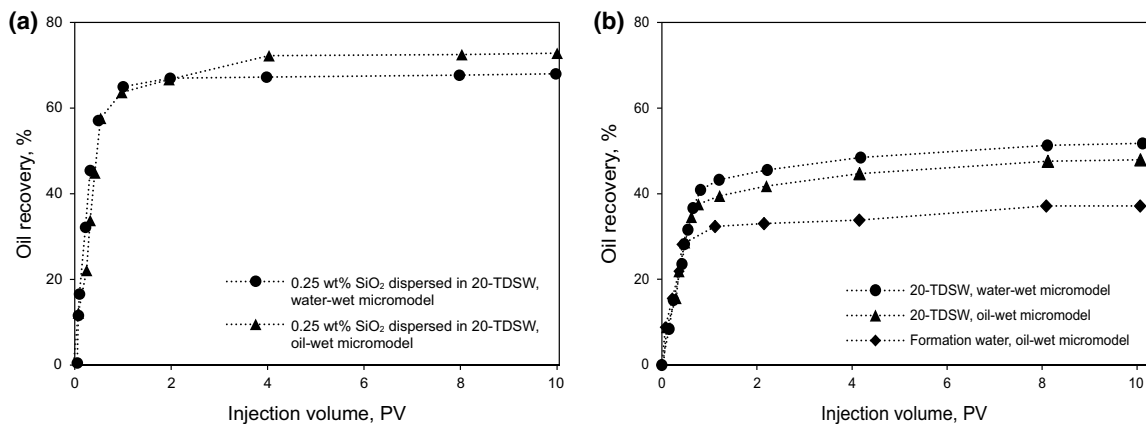 (a)
80
60
40
20
0
Oil recovery, %
0.25 wt% SiO₂ dispersed in 20-TDSW,
water-wet micromodel
0.25 wt% SiO₂ dispersed in 20-TDSW,
oil-wet micromodel
0 2 4 6 8 10
Injection volume, PV
(b)
80
60
40
20
0
Oil recovery, %
20-TDSW, water-wet micromodel
20-TDSW, oil-wet micromodel
Formation water, oil-wet micromodel
0 2 4 6 8 10
Injection volume, PV